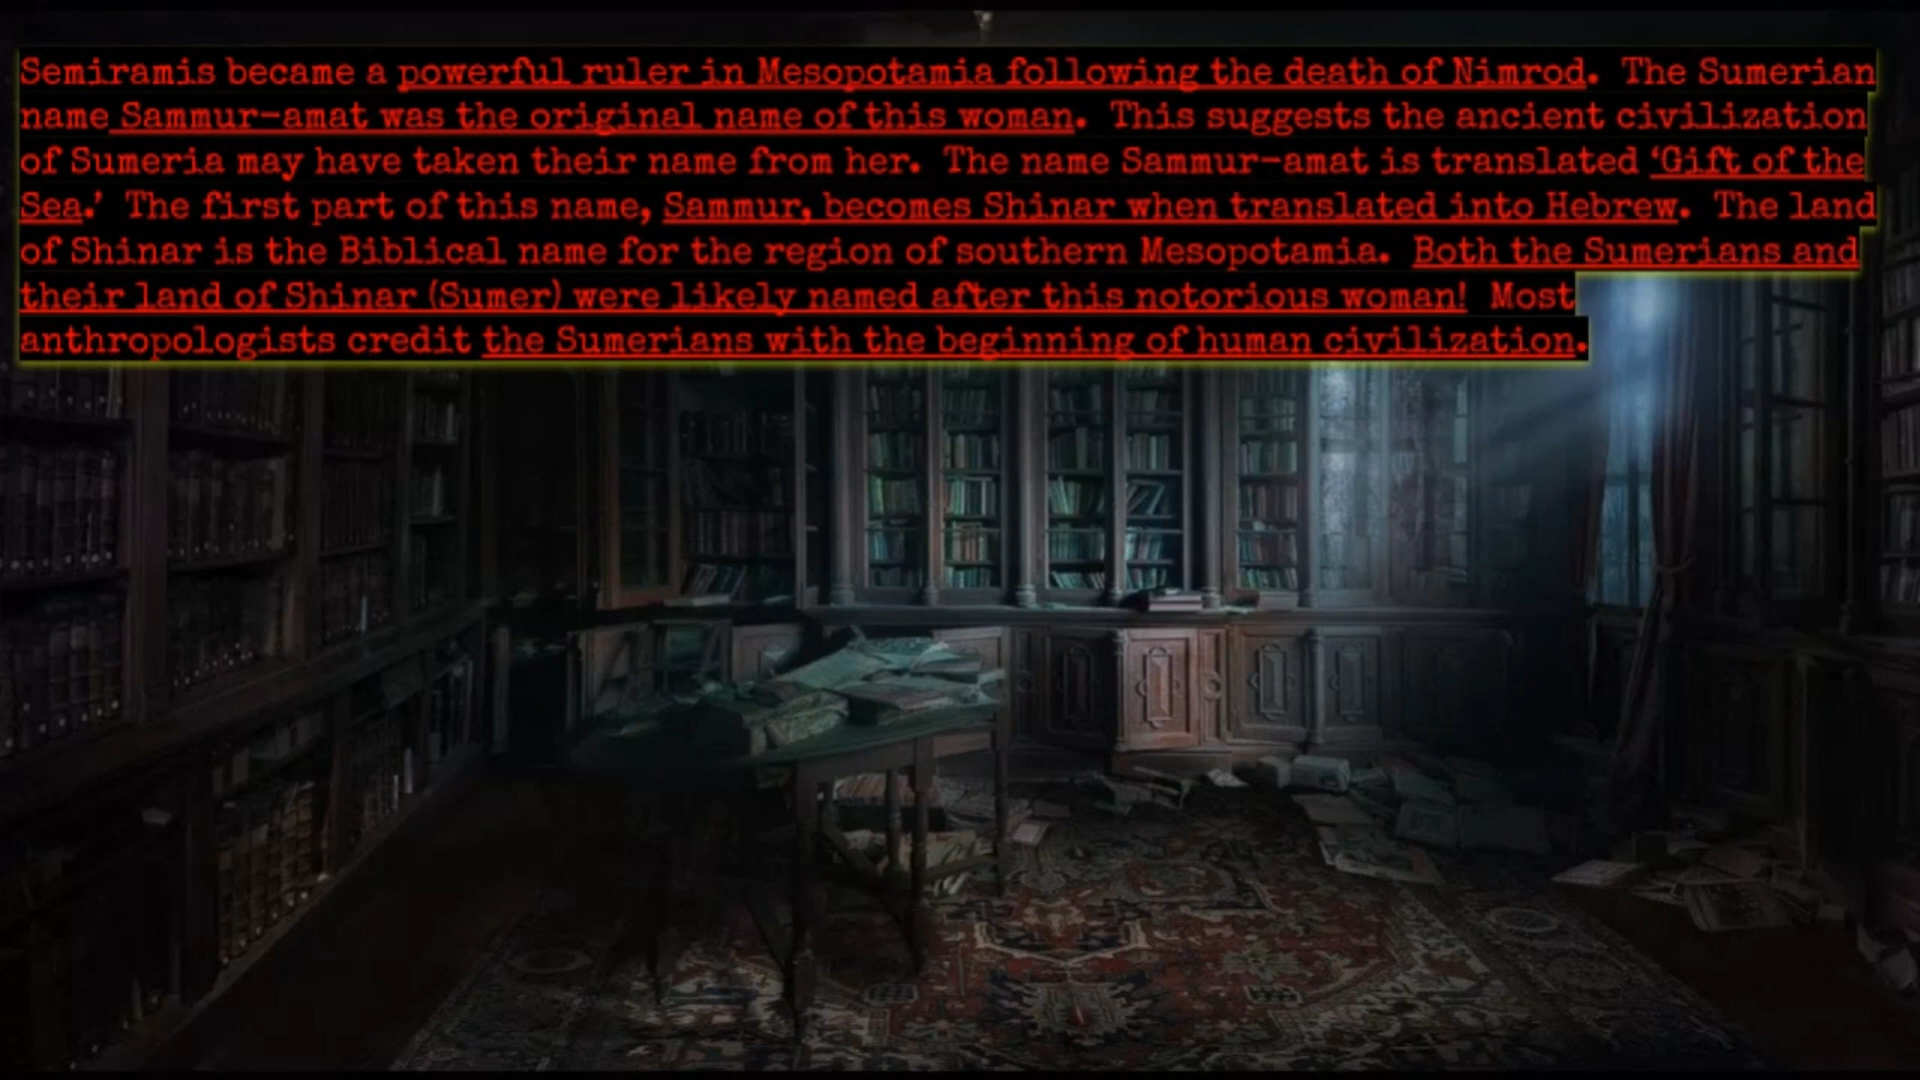 Semiramis became a powerful ruler in Mesopotamia following the death of Nimrod.  The Sumerian
name Sammur-amat was the original name of this woman.  This suggests the ancient civilization
of Sumeria may have taken their name from her.  The name Sammur-amat is translated ‘Gift of the
Sea.’  The first part of this name, Sammur, becomes Shinar when translated into Hebrew.  The land
of Shinar is the Biblical name for the region of southern Mesopotamia.  Both the Sumerians and
their land of Shinar (Sumer) were likely named after this notorious woman!  Most
anthropologists credit the Sumerians with the beginning of human civilization.